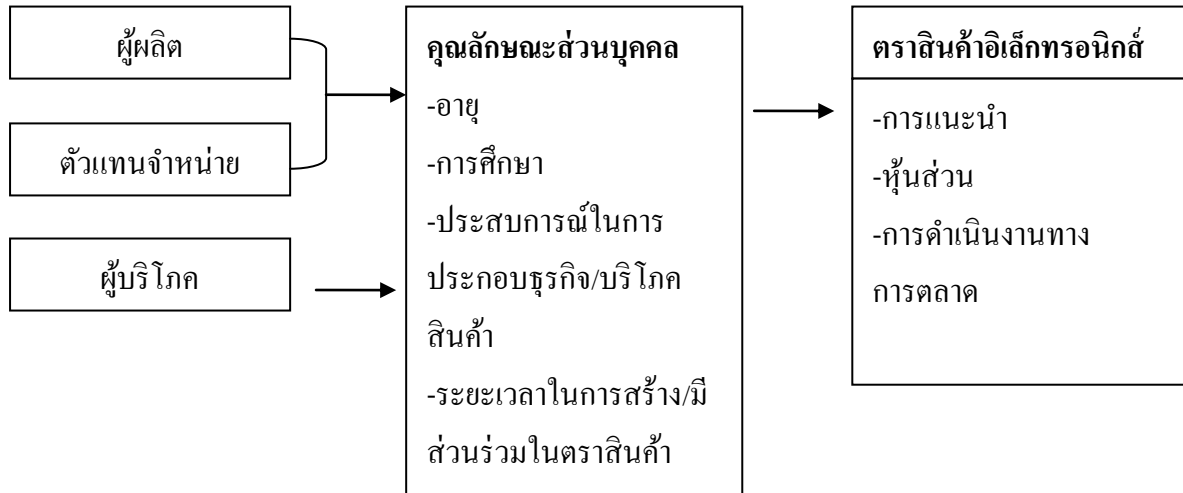 ผู้ผลิต
ตัวแทนจำหน่าย
ผู้บริโภค
คุณลักษณะส่วนบุคคล
-อายุ
-การศึกษา
-ประสบการณ์ในการ
ประกอบธุรกิจ/บริโภค
สินค้า
-ระยะเวลาในการสร้าง/มี
ส่วนร่วมในตราสินค้า
ตราสินค้าอิเล็กทรอนิกส์
-การแนะนำ
-หุ้นส่วน
-การดำเนินงานทาง
การตลาด